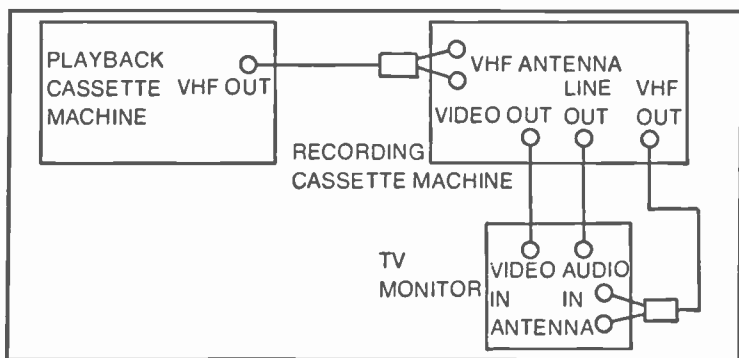 PLAYBACK
CASSETTE
MACHINE
VHF OUT
VHF ANTENNA
VIDEO OUT
LINE
OUT
VHF
OUT
RECORDING
CASSETTE MACHINE
TV
MONITOR
VIDEO
IN
AUDIO
IN
ANTENNA